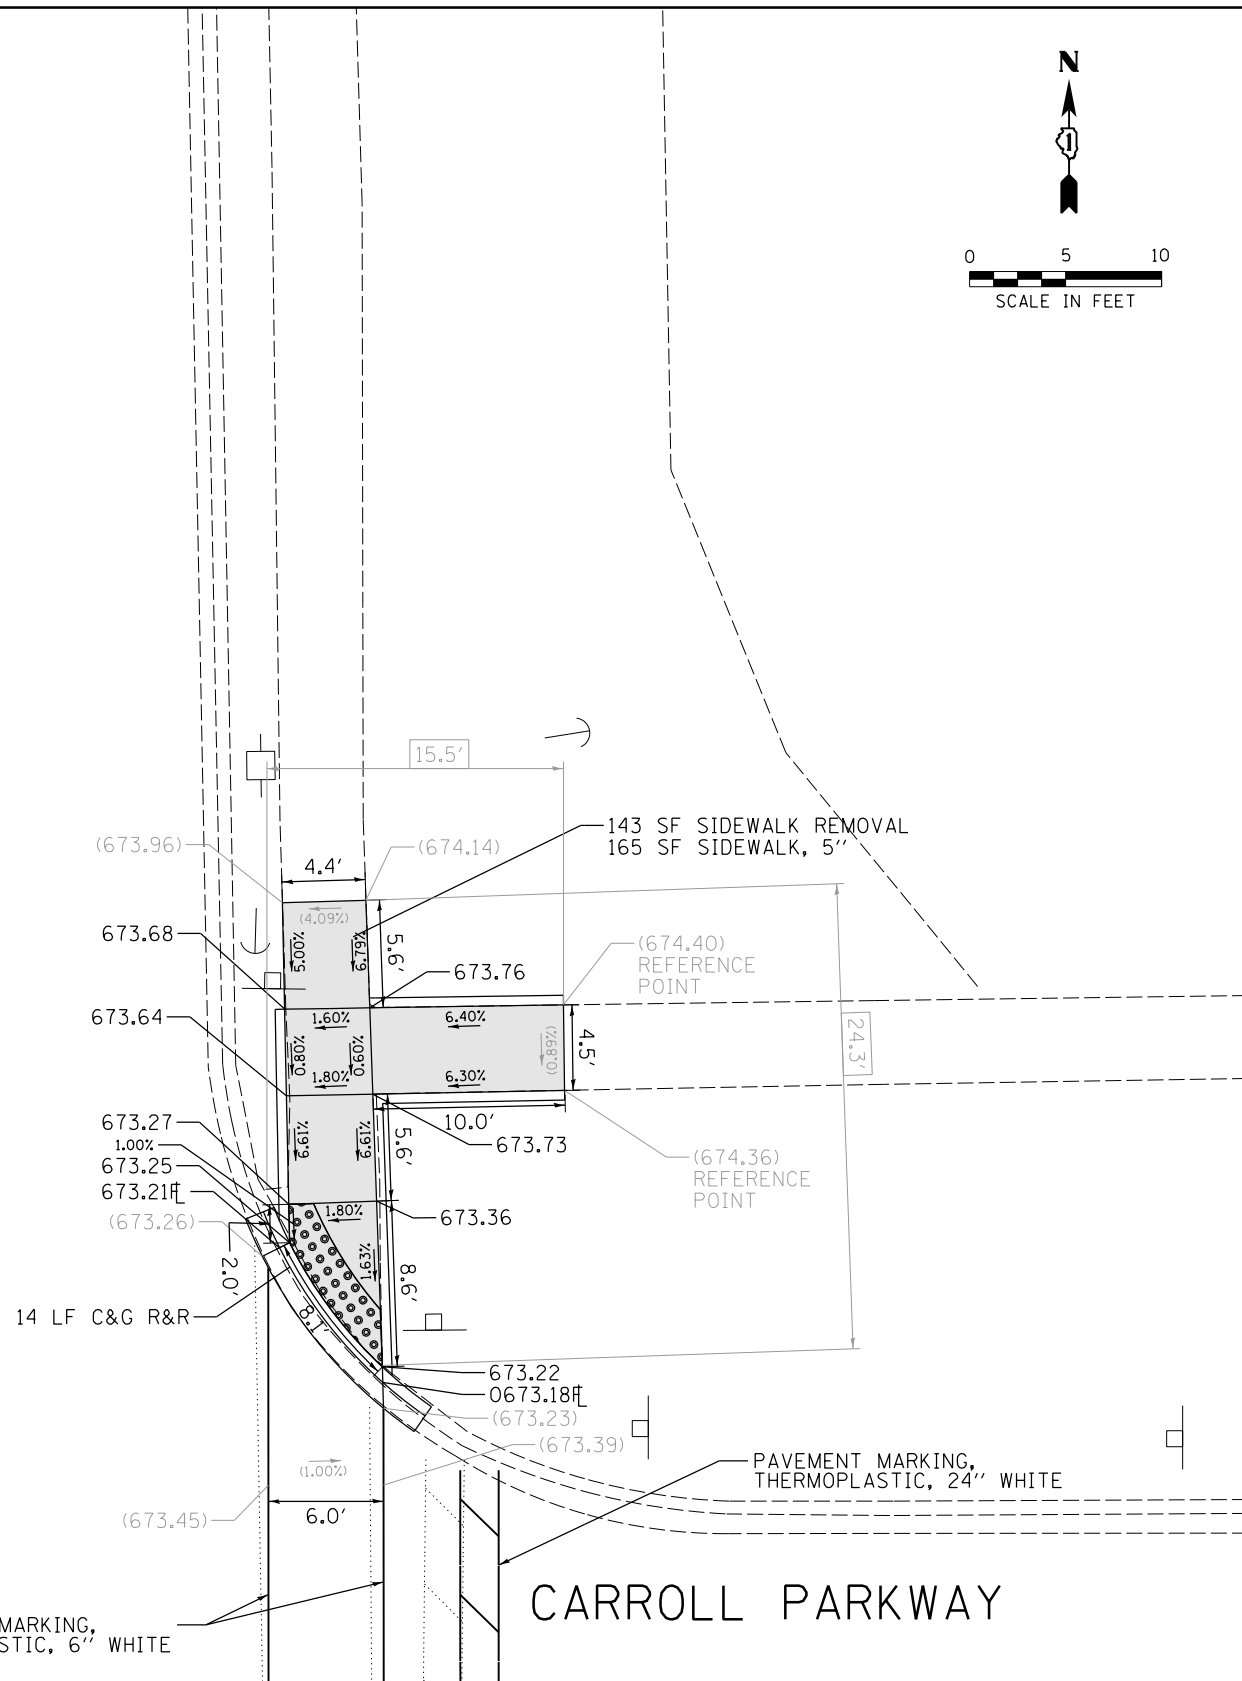 N
1
0 5 10
SCALE IN FEET
15.5'
143 SF SIDEWALK REMOVAL
165 SF SIDEWALK, 5"
(673.96)
(674.14)
4.4'
(4.09%)
673.68
5.00%
6.79%
5.6'
(674.40)
REFERENCE
POINT
673.76
673.64
1.60%
6.40%
0.80%
0.60%
(0.89%)
4.5'
24.3'
1.80%
6.30%
10.0'
673.27
1.00%
673.25
673.21FL
(673.26)
6.61%
6.61%
5.6'
673.73
(674.36)
REFERENCE
POINT
1.80%
673.36
2.0'
1.63%
8.6'
14 LF C&G R&R
8.1'
673.22
O673.18FL
(673.23)
(673.39)
(1.00%)
PAVEMENT MARKING,
THERMOPLASTIC, 24" WHITE
(673.45)
6.0'
CARROLL PARKWAY
MARKING,
STIC, 6" WHITE